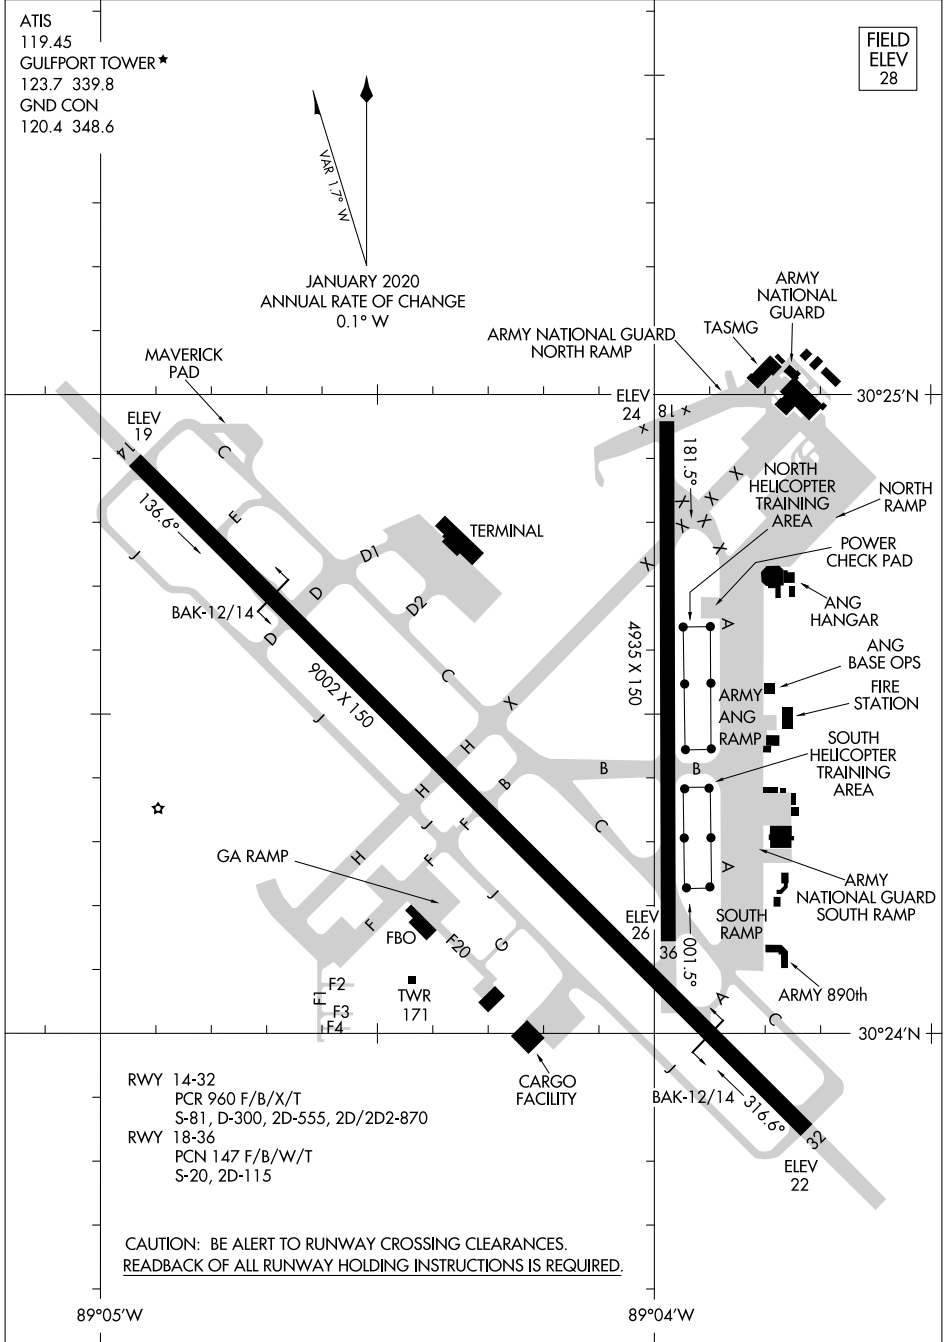 ATIS
119.45
GULFPORT TOWER
123.7 339.8
GND CON
120.4 348.6
FIELD
ELEV
28
VAR 1.7° W
JANUARY 2020
ANNUAL RATE OF CHANGE
0.1° W
ARMY
NATIONAL
GUARD
TASMG
ARMY NATIONAL GUARD
NORTH RAMP
MAVERICK
PAD
ELEV
24
30°25'N
ELEV
19
14
18
C
181.5°
X
X
X
X
X
X
X
X
X
X
NORTH
HELICOPTER
TRAINING
AREA
NORTH
RAMP
136.6°
E
J
TERMINAL
D1
D
D2
POWER
CHECK PAD
BAK-12/14
D
A
ANG
HANGAR
9002 X 150
4935 X 150
C
X
J
ANG
BASE OPS
ARMY
ANG
RAMP
FIRE
STATION
H
B
B
B
SOUTH
HELICOPTER
TRAINING
AREA
H
J
F
C
GA RAMP
H
F
J
A
ARMY
NATIONAL GUARD
SOUTH RAMP
F
FBO
F20
G
ELEV
26
36
001.5°
SOUTH
RAMP
F1
F2
F3
F4
TWR
171
ARMY 890th
A
C
30°24'N
CARGO
FACILITY
J
BAK-12/14
316.6°
32
ELEV
22
RWY 14-32
PCR 960 F/B/X/T
S-81, D-300, 2D-555, 2D/2D2-870
RWY 18-36
PCN 147 F/B/W/T
S-20, 2D-115
CAUTION: BE ALERT TO RUNWAY CROSSING CLEARANCES.
READBACK OF ALL RUNWAY HOLDING INSTRUCTIONS IS REQUIRED.
89°05'W
89°04'W